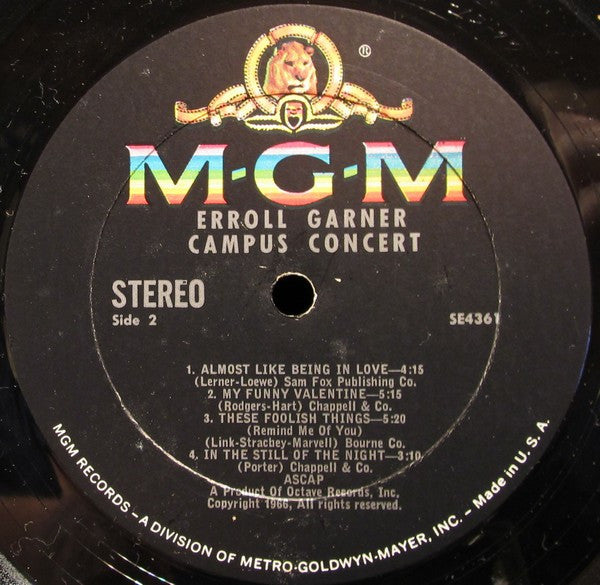 ®
M·G·M
ERROLL GARNER
CAMPUS CONCERT
STEREO
Side 2
SE4361
1. ALMOST LIKE BEING IN LOVE—4:15
(Lerner-Loewe) Sam Fox Publishing Co.
2. MY FUNNY VALENTINE—5:15
(Rodgers-Hart) Chappell & Co.
3. THESE FOOLISH THINGS—5:20
(Remind Me Of You)
(Link-Strachey-Marvell) Bourne Co.
4. IN THE STILL OF THE NIGHT—3:10
(Porter) Chappell & Co.
ASCAP
A Product Of Octave Records, Inc.
Copyright 1966, All rights reserved.
MGM RECORDS – A DIVISION OF METRO-GOLDWYN-MAYER, INC. – Made in U. S. A.